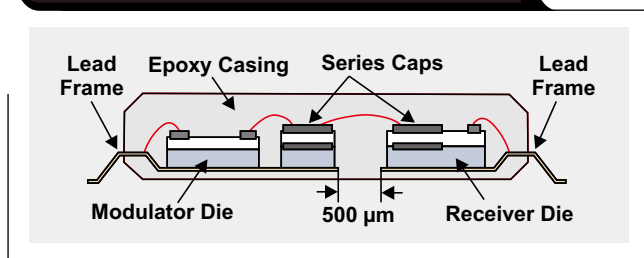 Lead
Frame
Epoxy Casing
Series Caps
Lead
Frame
Modulator Die
500 µm
Receiver Die